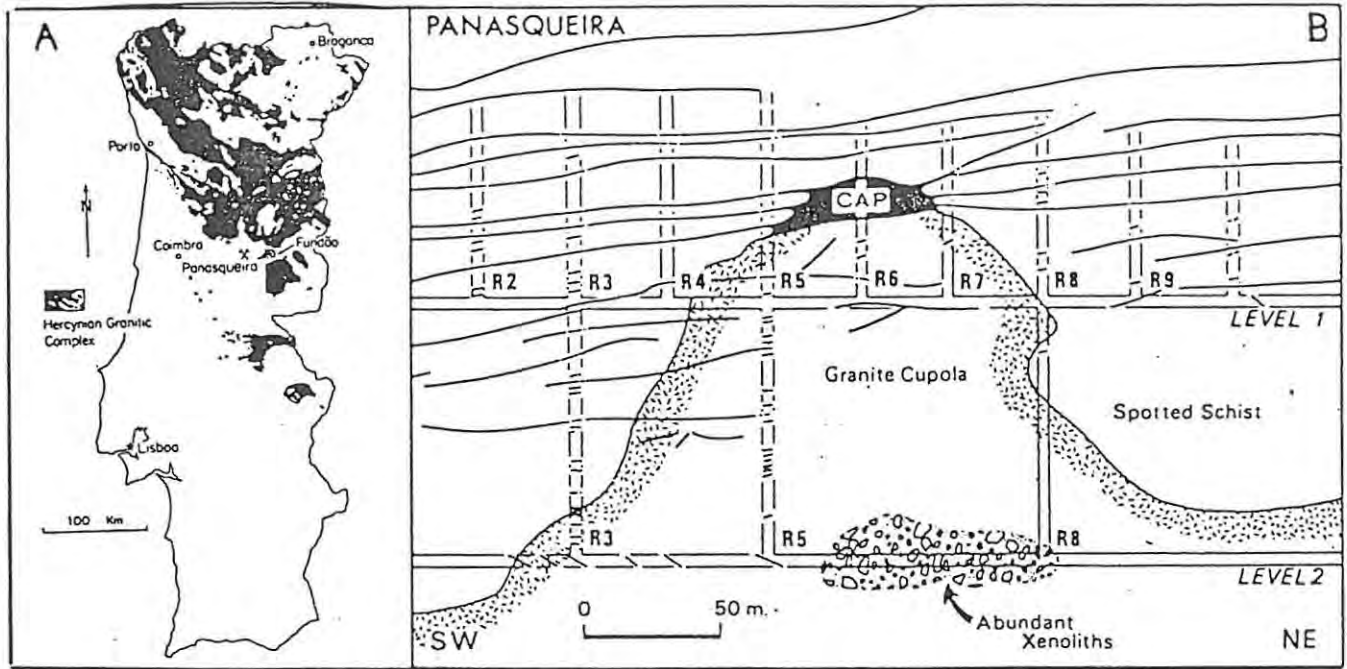 A
Braganca
Porto
N
Coimbra
Fundão
Panasqueira
Hercynian Granitic
Complex
Lisboa
100 Km
PANASQUEIRA
B
CAP
R2
R3
R4
R5
R6
R7
R8
R9
LEVEL 1
Granite Cupola
Spotted Schist
R3
R5
R8
LEVEL 2
0
50 m.
Abundant
Xenoliths
SW
NE